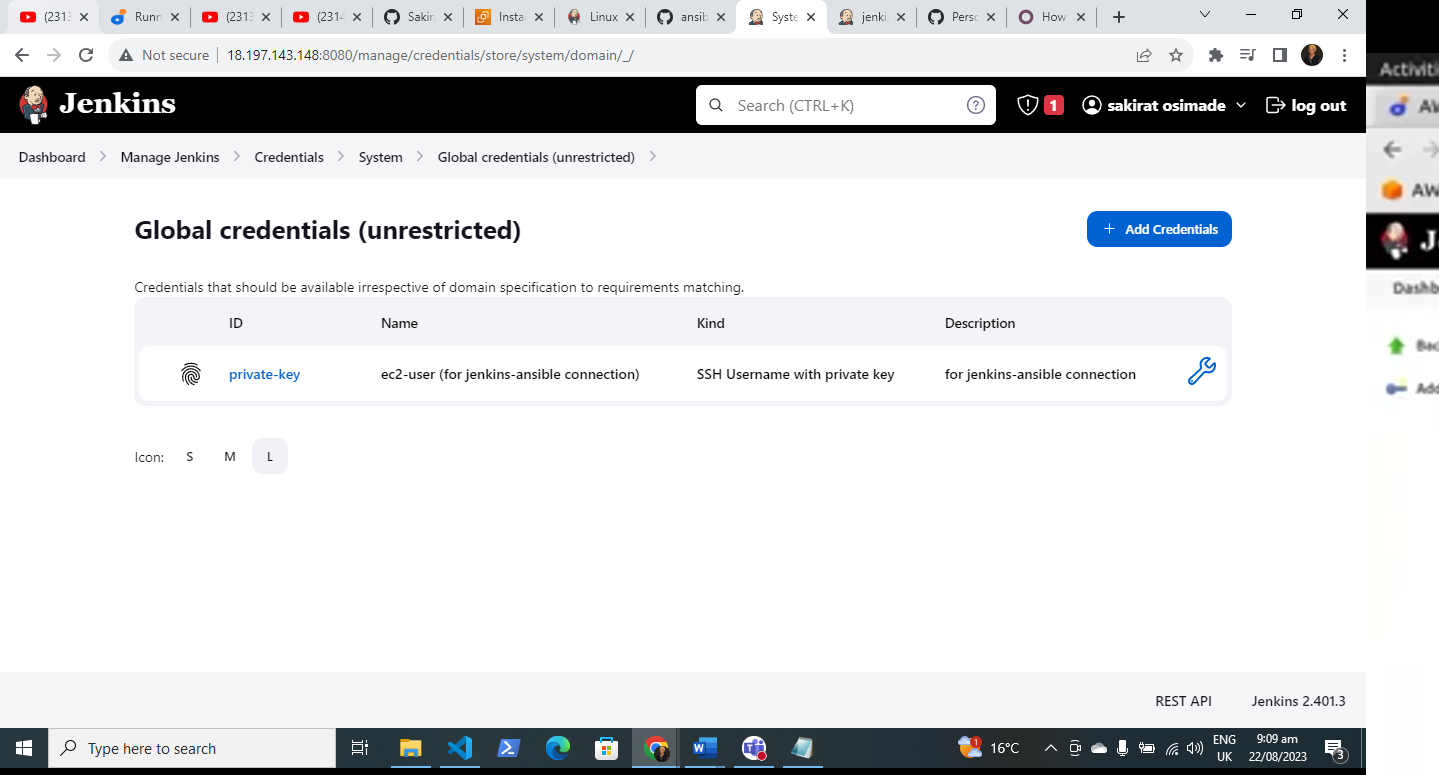 (2313
Runn
(2313
(2314
Sakir
Insta
Linux
ansib
Syste
jenki
Perso
How
Not secure
18.197.143.148:8080/manage/credentials/store/system/domain/_/
Jenkins
Search (CTRL+K)
1
sakirat osimade
log out
Dashboard
Manage Jenkins
Credentials
System
Global credentials (unrestricted)
Global credentials (unrestricted)
Add Credentials
Credentials that should be available irrespective of domain specification to requirements matching.
ID Name Kind Description
private-key ec2-user (for jenkins-ansible connection) SSH Username with private key for jenkins-ansible connection
Icon: S M L
REST API Jenkins 2.401.3
Type here to search
1
16°C
ENG
UK
9:09 am
22/08/2023
3
Activiti
AW
AW
J
Dashb
Bac
Add